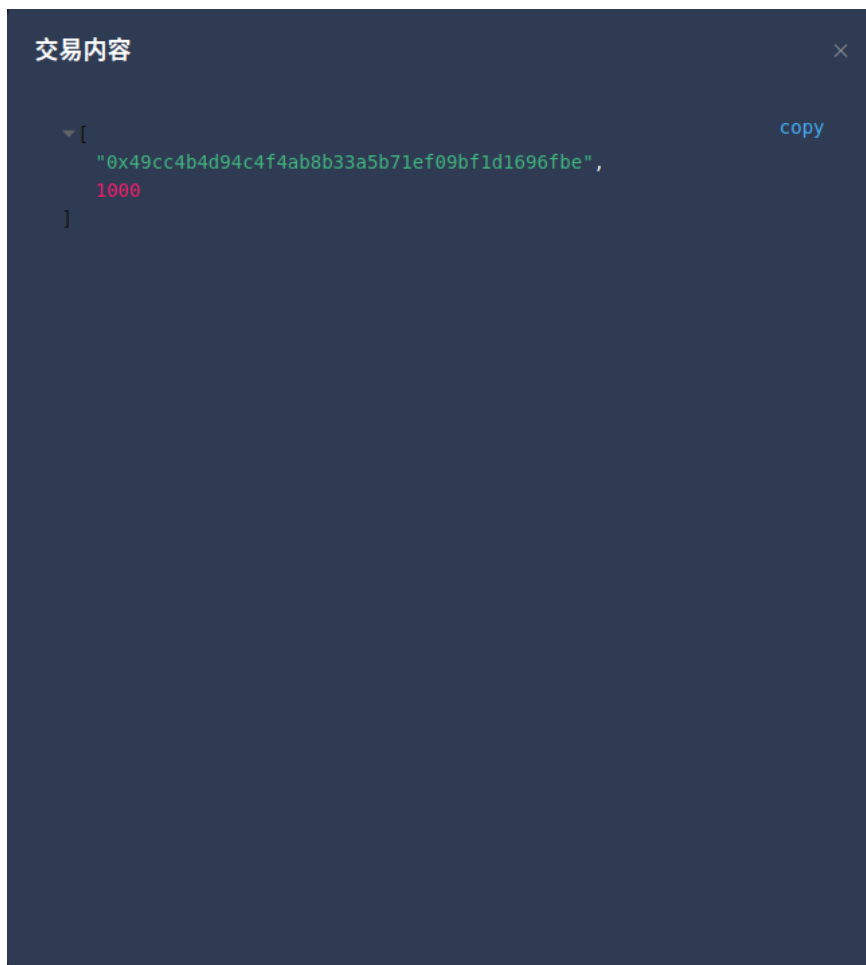 交易内容
×
copy
[
"0x49cc4b4d94c4f4ab8b33a5b71ef09bf1d1696fbe",
1000
]